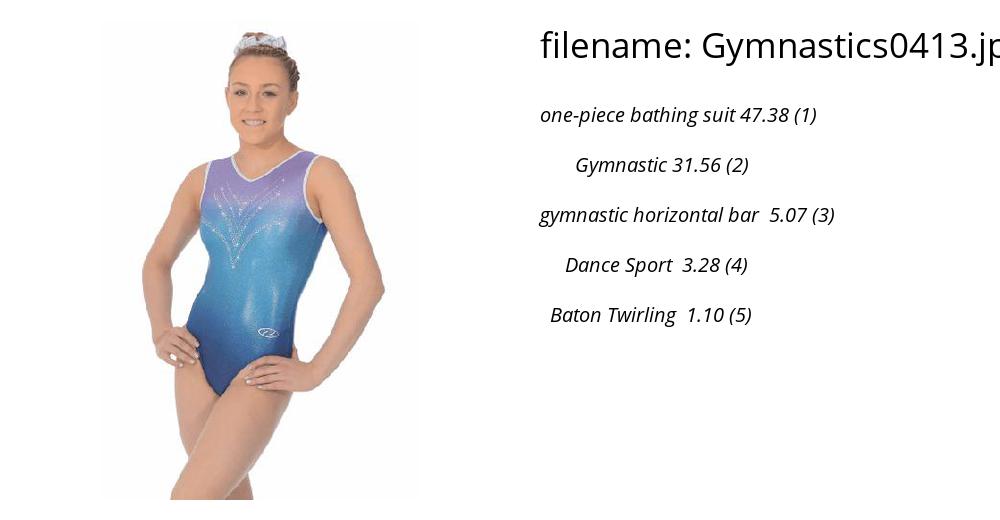 filename: Gymnastics0413.jp
one-piece bathing suit 47.38 (1)
Gymnastic 31.56 (2)
gymnastic horizontal bar 5.07 (3)
Dance Sport 3.28 (4)
Baton Twirling 1.10 (5)